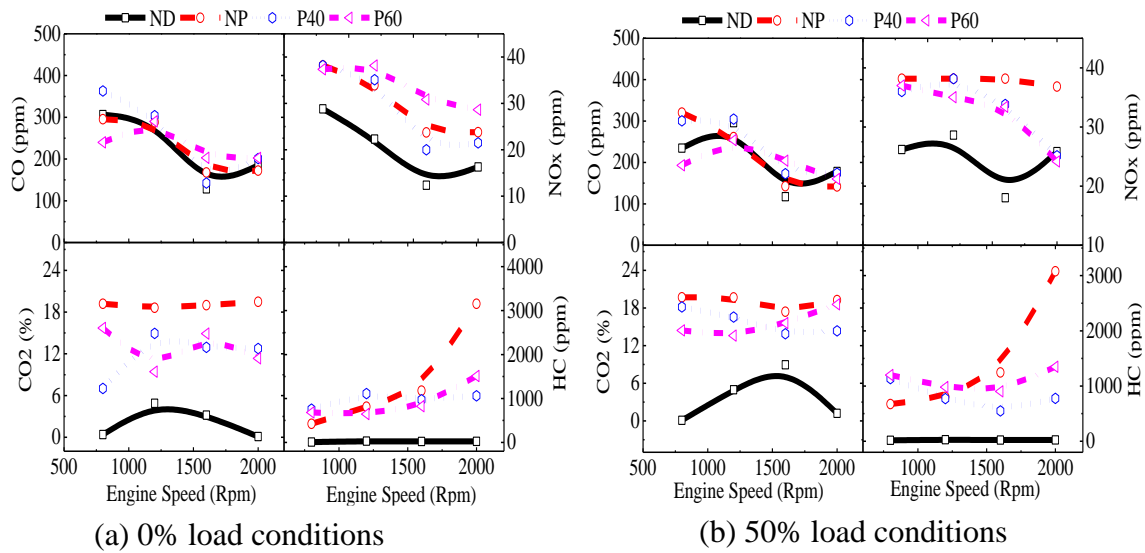 ND NP P40 P60
500
400
300
200
100
0
CO (ppm)
40
30
20
10
0
NOx (ppm)
24
18
12
6
0
CO2 (%)
4000
3000
2000
1000
0
HC (ppm)
500 1000 1500 2000
1000 1500 2000
Engine Speed (Rpm) Engine Speed (Rpm)
(a) 0% load conditions
ND NP P40 P60
500
400
300
200
100
0
CO (ppm)
40
30
20
10
NOx (ppm)
24
18
12
6
0
CO2 (%)
3000
2000
1000
0
HC (ppm)
500 1000 1500 2000
1000 1500 2000
Engine Speed (Rpm) Engine Speed (Rpm)
(b) 50% load conditions